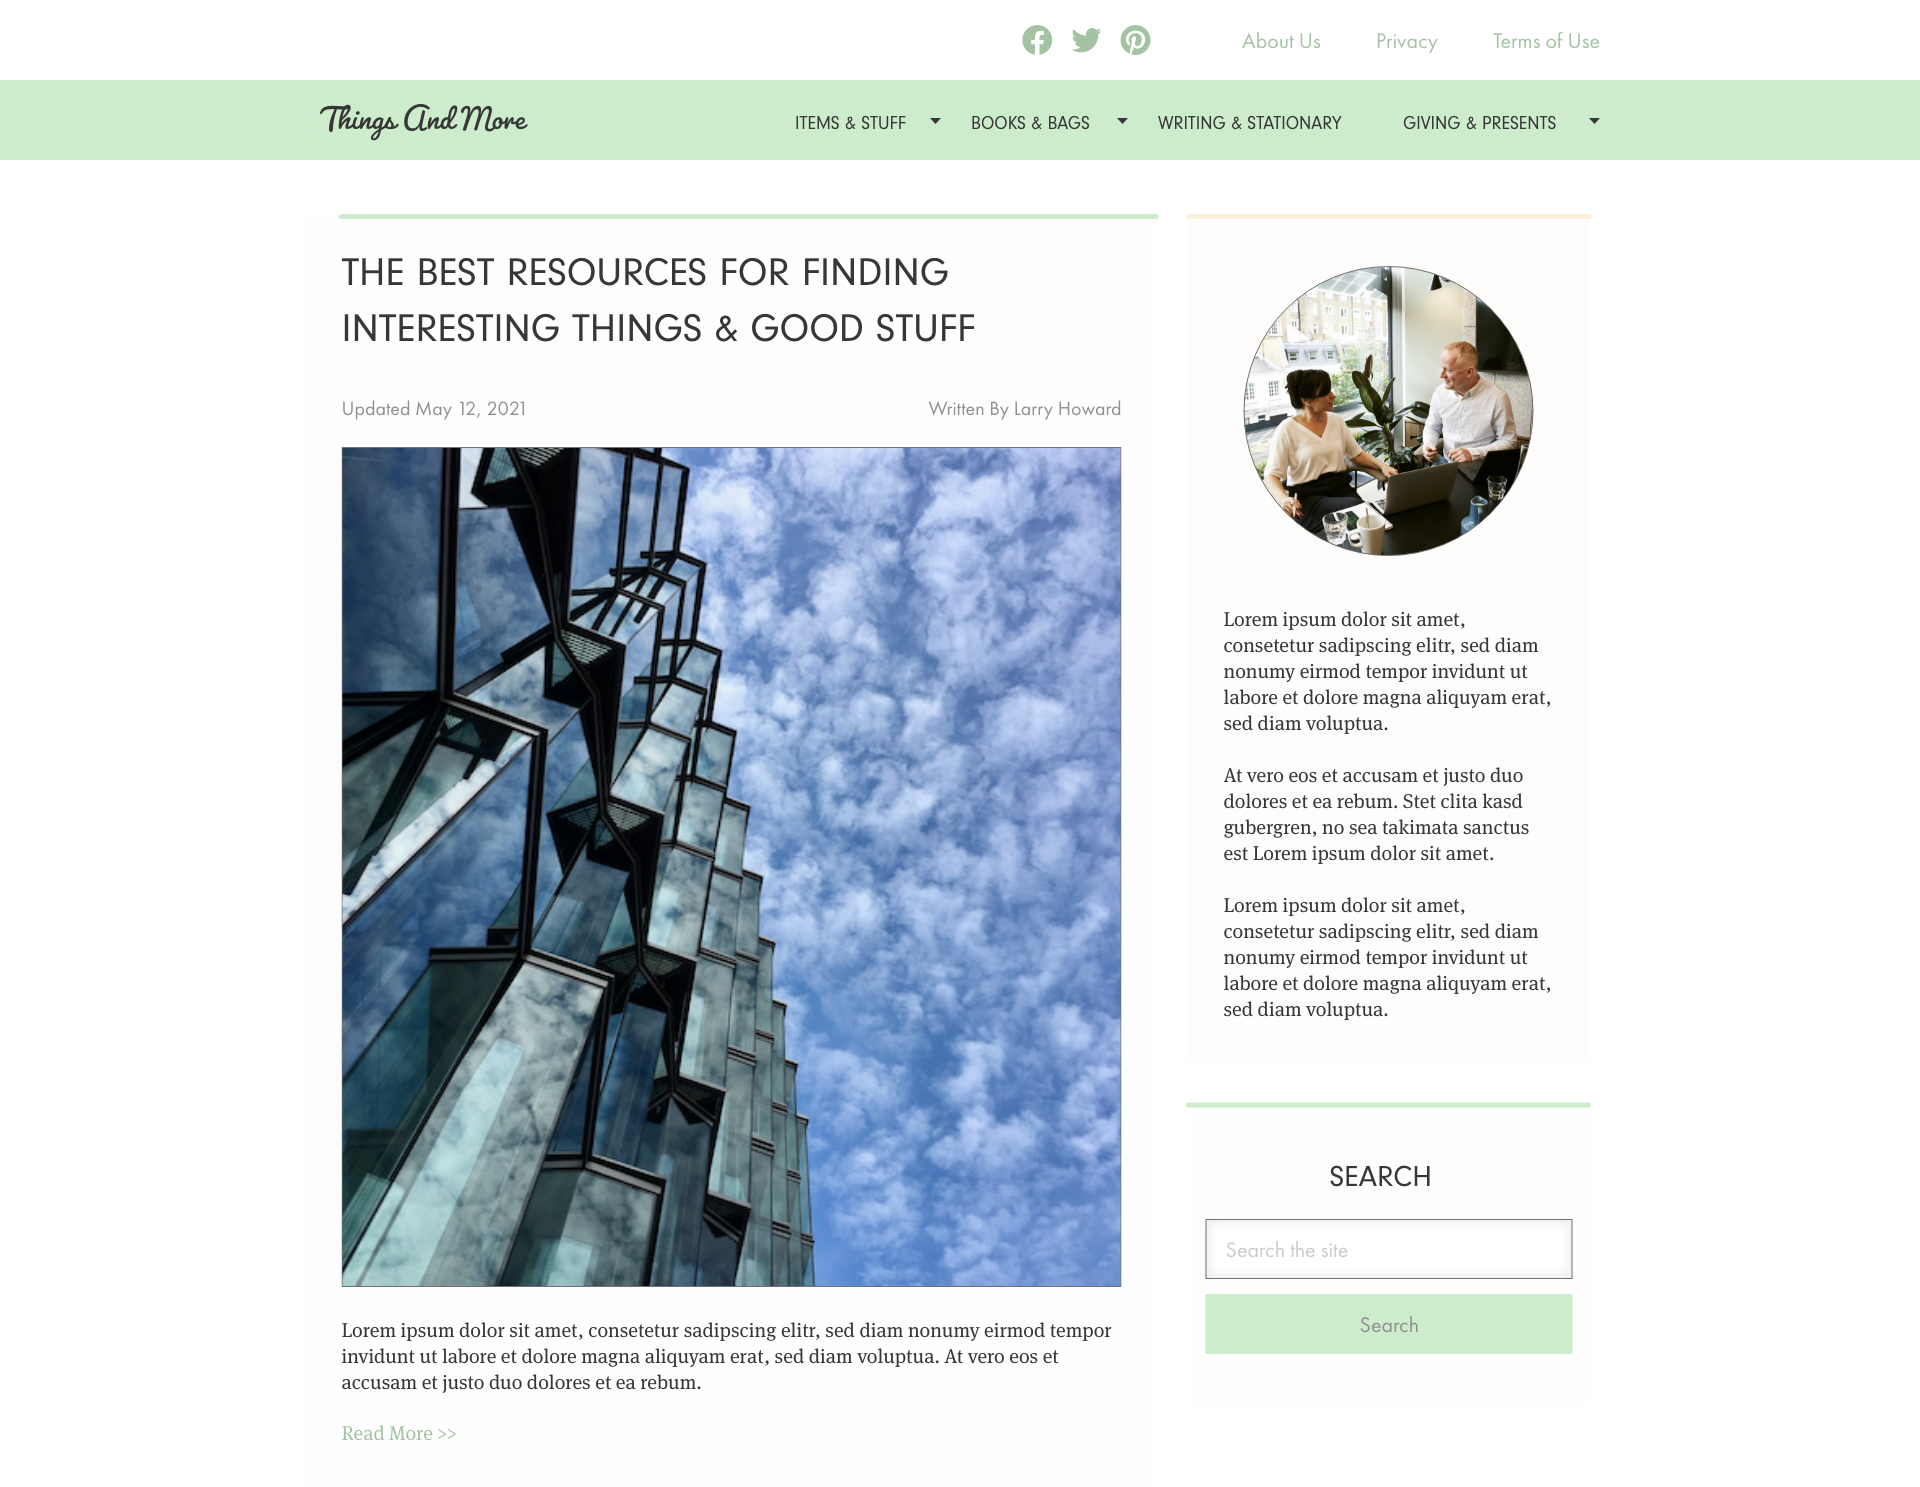 About Us
Privacy
Terms of Use
Things And More
ITEMS & STUFF
BOOKS & BAGS
WRITING & STATIONARY
GIVING & PRESENTS
THE BEST RESOURCES FOR FINDING
INTERESTING THINGS & GOOD STUFF
Updated May 12, 2021
Written By Larry Howard
Lorem ipsum dolor sit amet, consetetur sadipscing elitr, sed diam nonumy eirmod tempor
invidunt ut labore et dolore magna aliquyam erat, sed diam voluptua. At vero eos et
accusam et justo duo dolores et ea rebum.
Read More >>
Lorem ipsum dolor sit amet,
consetetur sadipscing elitr, sed diam
nonumy eirmod tempor invidunt ut
labore et dolore magna aliquyam erat,
sed diam voluptua.
At vero eos et accusam et justo duo
dolores et ea rebum. Stet clita kasd
gubergren, no sea takimata sanctus
est Lorem ipsum dolor sit amet.
Lorem ipsum dolor sit amet,
consetetur sadipscing elitr, sed diam
nonumy eirmod tempor invidunt ut
labore et dolore magna aliquyam erat,
sed diam voluptua.
SEARCH
Search the site
Search